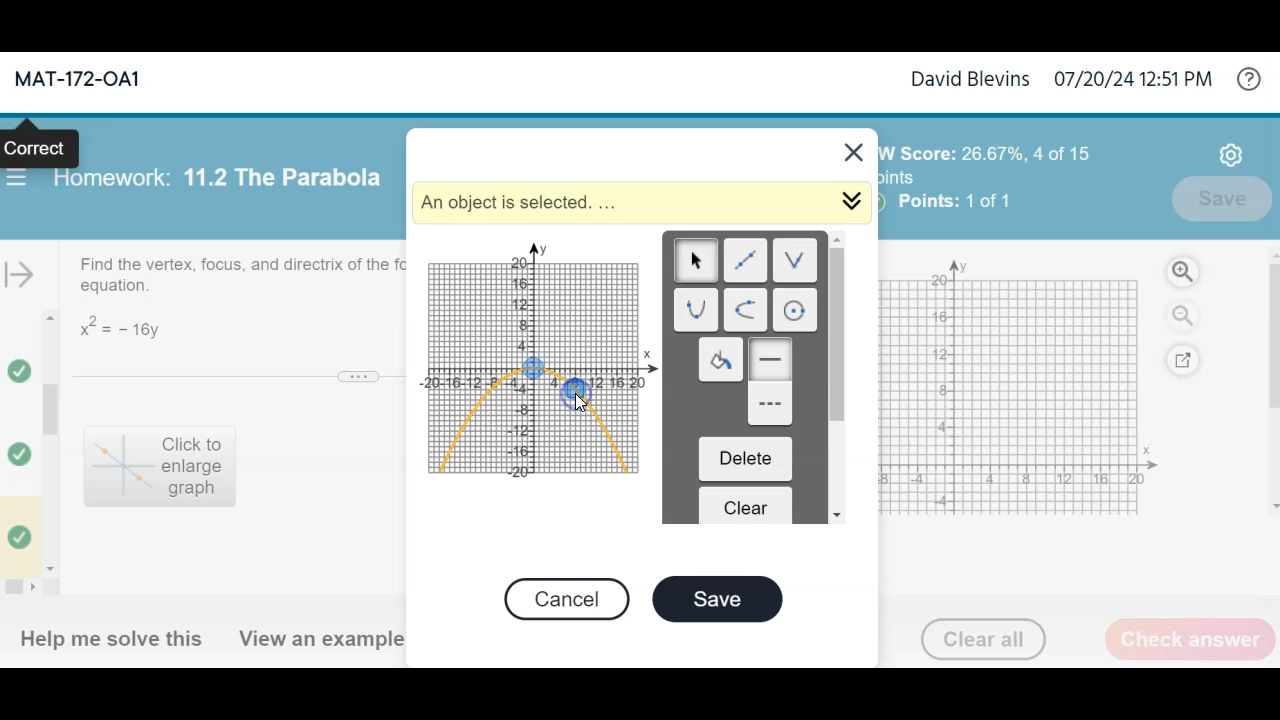 MAT-172-OA1
David Blevins 07/20/24 12:51 PM ?
Correct
Homework: 11.2 The Parabola
W Score: 26.67%, 4 of 15
oints
Points: 1 of 1
Save
An object is selected. ...
Find the vertex, focus, and directrix of the fo
equation.
x² = − 16y
Click to
enlarge
graph
y
20
16
12
8
4
x
-20 -16 -12 -8 -4 4 8 12 16 20
-4
-8
-12
-16
-20
Delete
Clear
y
20
16
12
8
4
x
-8 -4 4 8 12 16 20
-4
Cancel
Save
Help me solve this
View an example
Clear all
Check answer